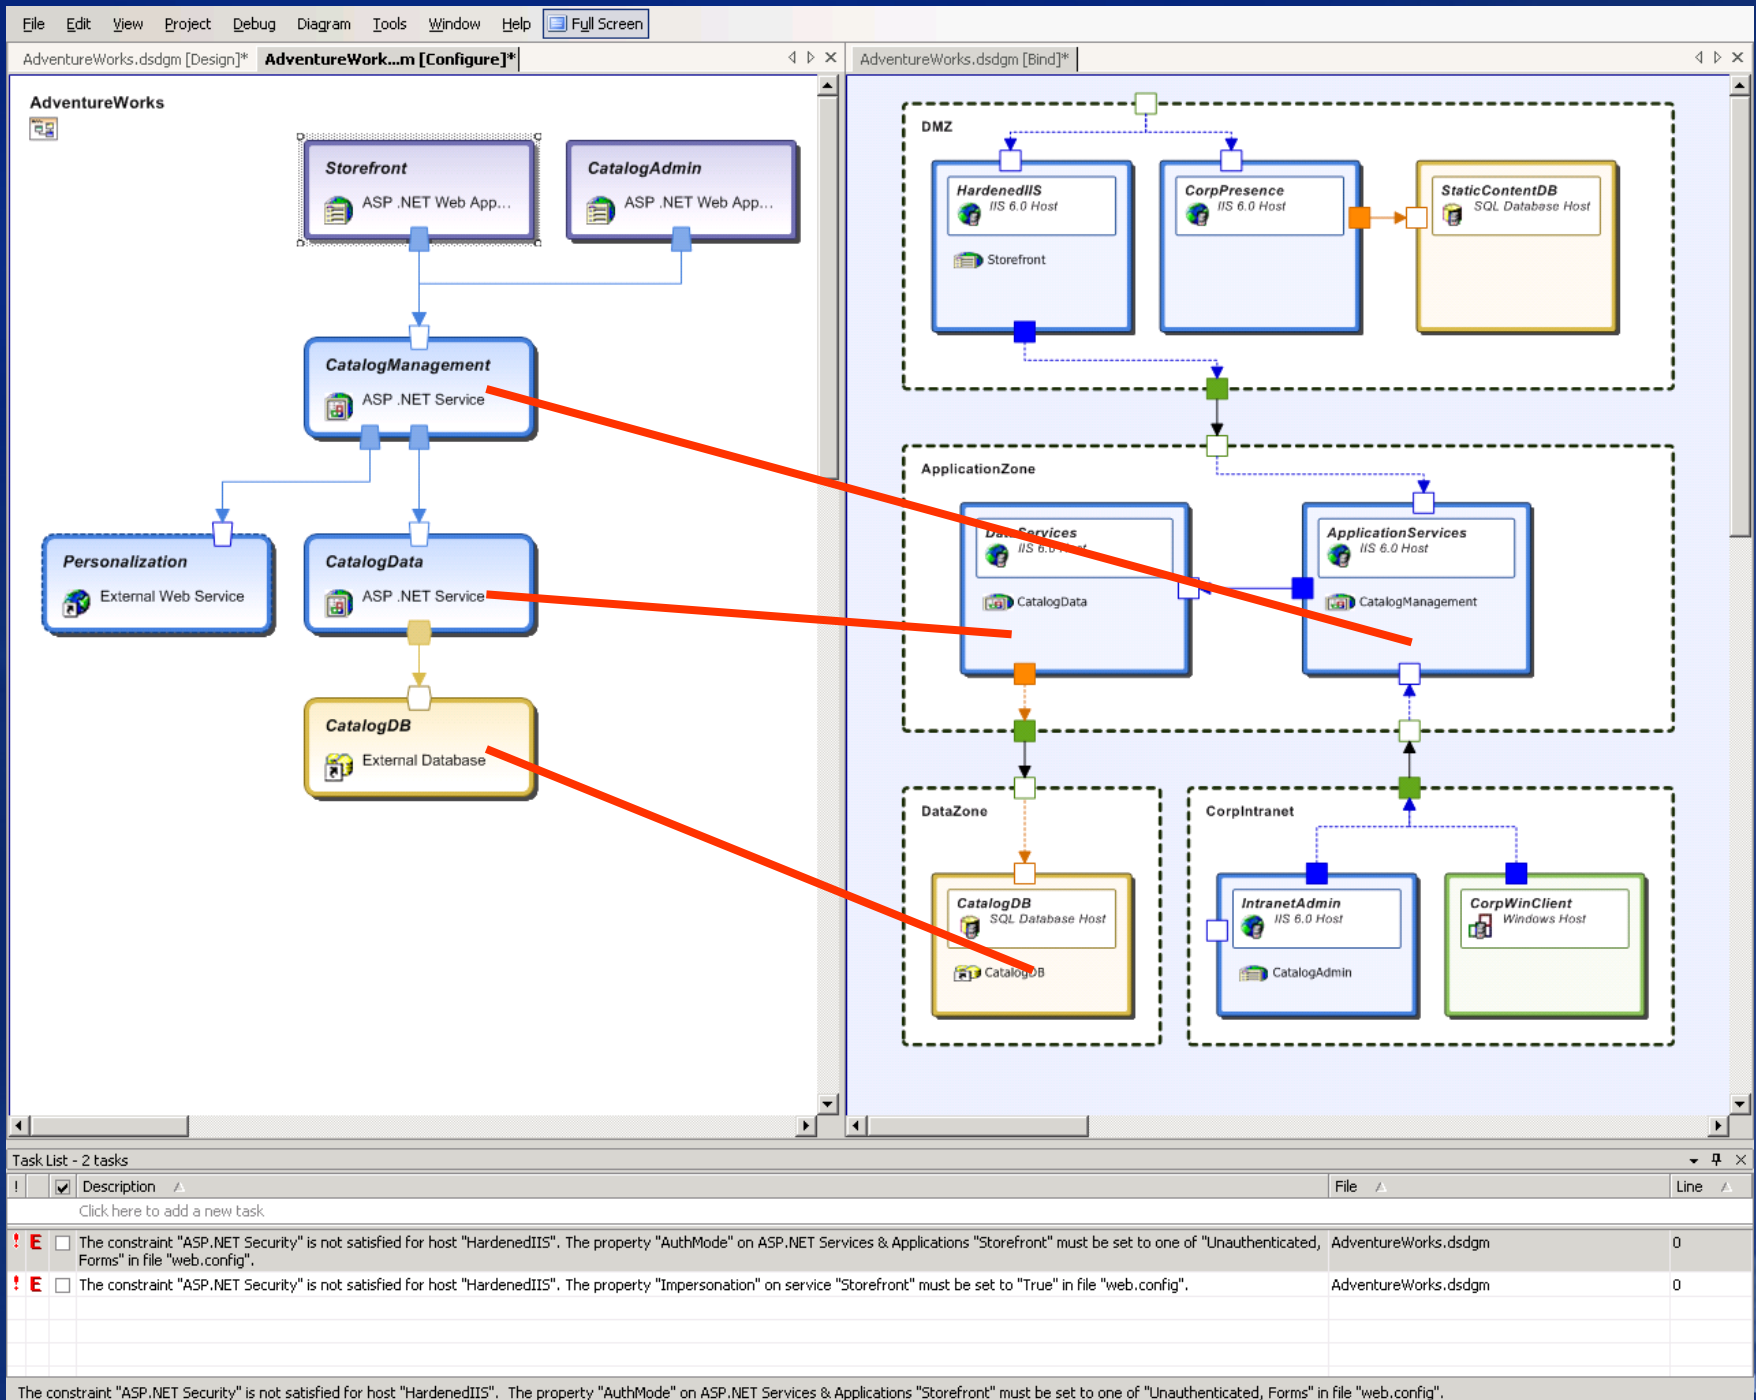 File Edit View Project Debug Diagram Tools Window Help Full Screen
AdventureWorks.dsdgm [Design]* AdventureWork...m [Configure]*
AdventureWorks.dsdgm [Bind]*
AdventureWorks
Storefront
ASP .NET Web App...
CatalogAdmin
ASP .NET Web App...
CatalogManagement
ASP .NET Service
Personalization
External Web Service
CatalogData
ASP .NET Service
CatalogDB
External Database
DMZ
HardenedIIS
IIS 6.0 Host
Storefront
CorpPresence
IIS 6.0 Host
StaticContentDB
SQL Database Host
ApplicationZone
DataServices
IIS 6.0 Host
CatalogData
ApplicationServices
IIS 6.0 Host
CatalogManagement
DataZone
CatalogDB
SQL Database Host
CatalogDB
CorpIntranet
IntranetAdmin
IIS 6.0 Host
CatalogAdmin
CorpWinClient
Windows Host
Task List - 2 tasks
! Description File Line
Click here to add a new task
! E The constraint "ASP.NET Security" is not satisfied for host "HardenedIIS". The property "AuthMode" on ASP.NET Services & Applications "Storefront" must be set to one of "Unauthenticated, AdventureWorks.dsdgm 0
Forms" in file "web.config".
! E The constraint "ASP.NET Security" is not satisfied for host "HardenedIIS". The property "Impersonation" on service "Storefront" must be set to "True" in file "web.config". AdventureWorks.dsdgm 0
The constraint "ASP.NET Security" is not satisfied for host "HardenedIIS". The property "AuthMode" on ASP.NET Services & Applications "Storefront" must be set to one of "Unauthenticated, Forms" in file "web.config".